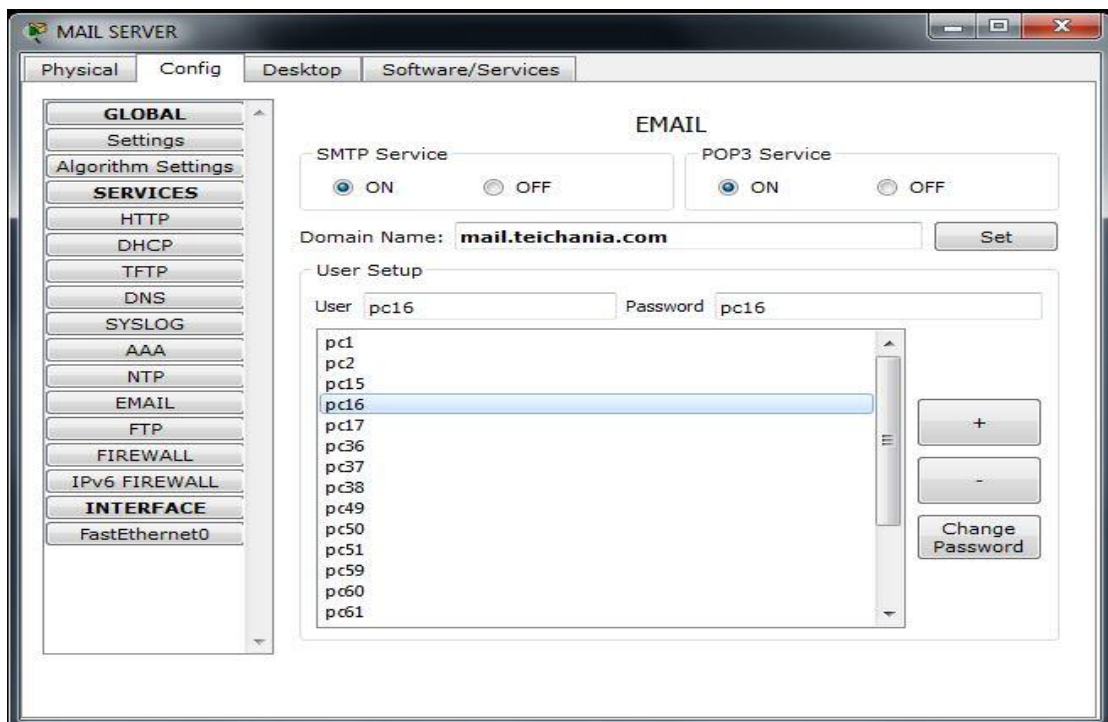 MAIL SERVER
Physical Config Desktop Software/Services
GLOBAL
Settings
Algorithm Settings
SERVICES
HTTP
DHCP
TFTP
DNS
SYSLOG
AAA
NTP
EMAIL
FTP
FIREWALL
IPv6 FIREWALL
INTERFACE
FastEthernet0
EMAIL
SMTP Service
ON OFF
POP3 Service
ON OFF
Domain Name: mail.teichania.com Set
User Setup
User pc16 Password pc16
pc1
pc2
pc15
pc16
pc17
pc36
pc37
pc38
pc49
pc50
pc51
pc59
pc60
pc61
+
-
Change
Password